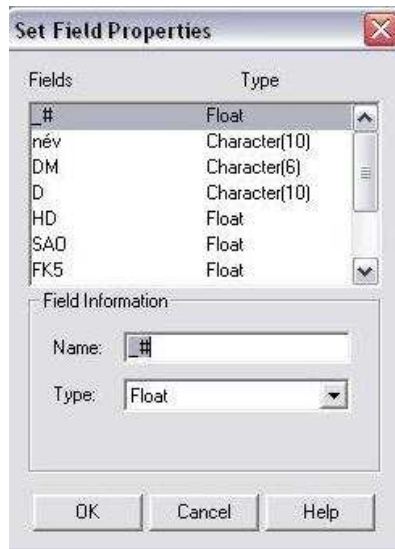 Set Field Properties
Fields Type
_# Float
név Character(10)
DM Character(6)
D Character(10)
HD Float
SAO Float
FK5 Float
Field Information
Name: _#
Type: Float
OK Cancel Help